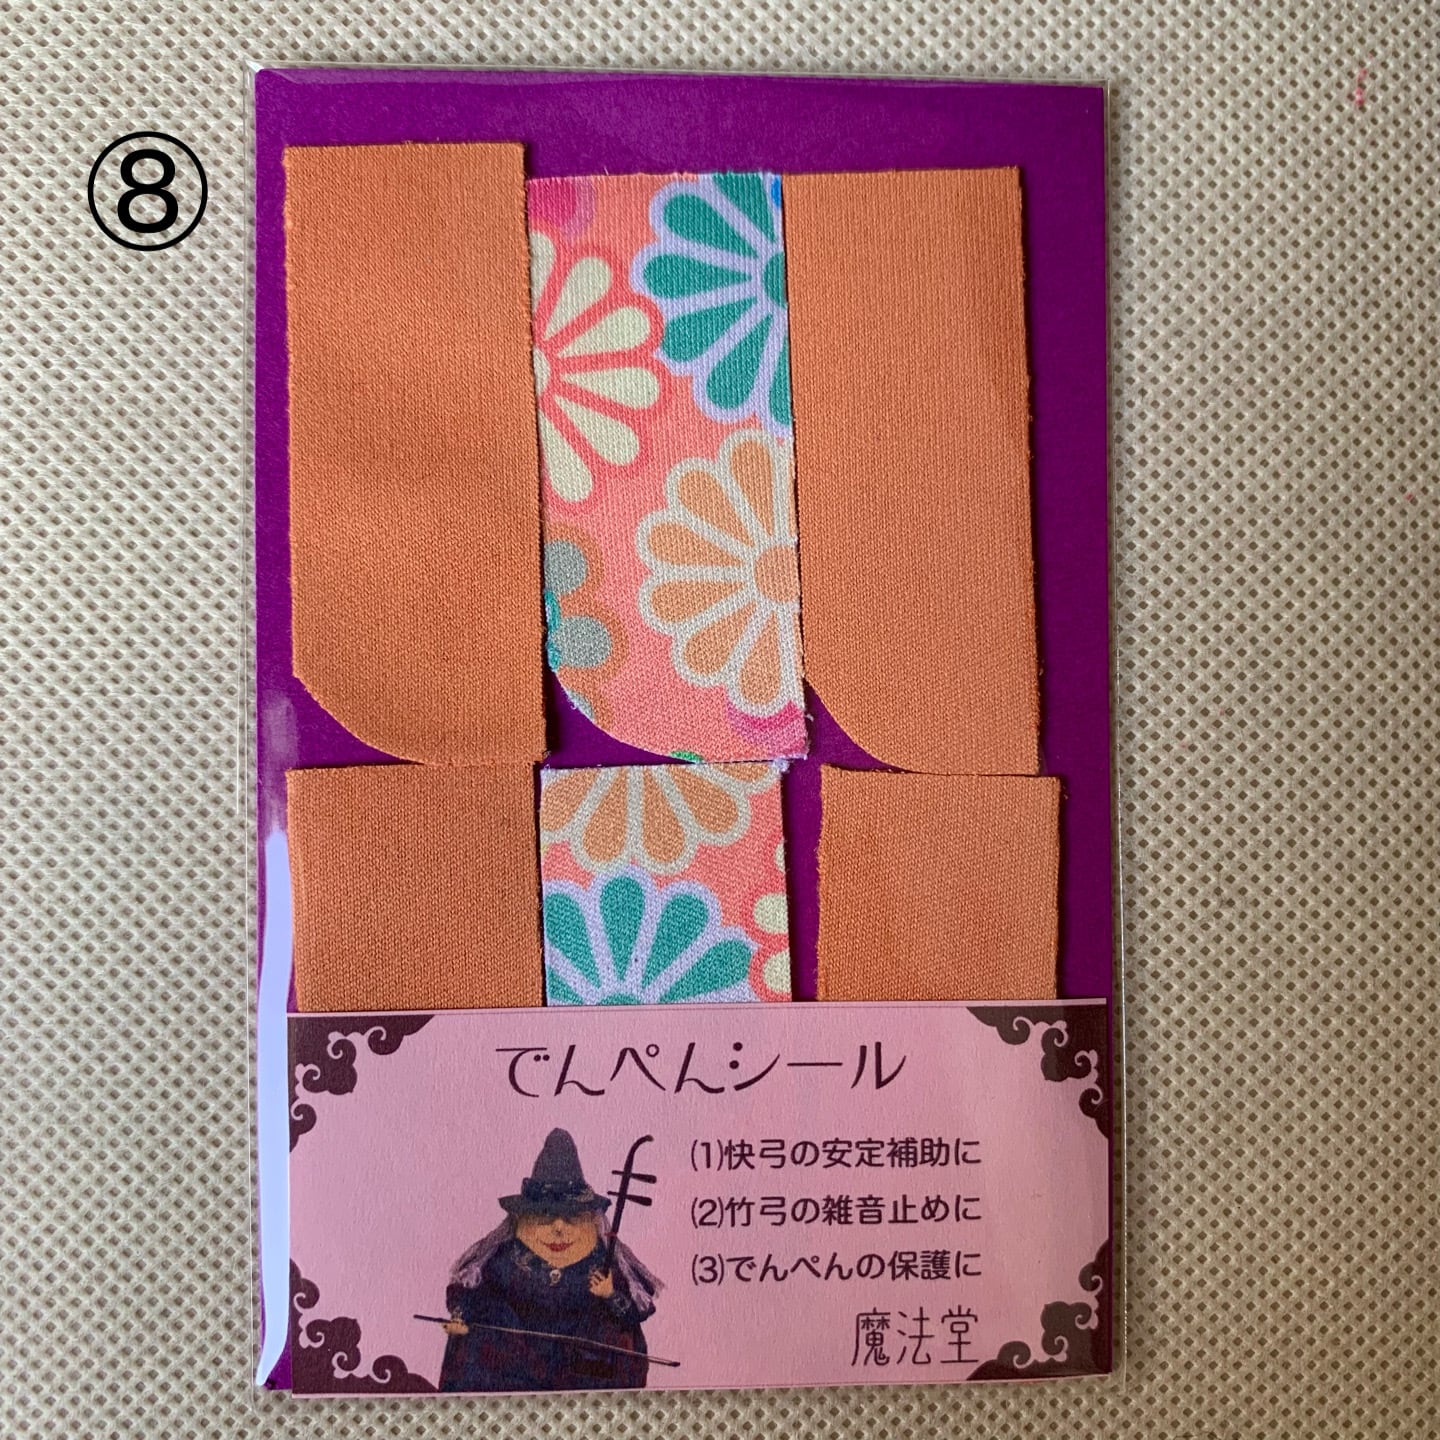 ⑧
でんぺんシール
⑴快弓の安定補助に
⑵竹弓の雑音止めに
⑶でんぺんの保護に
魔法堂